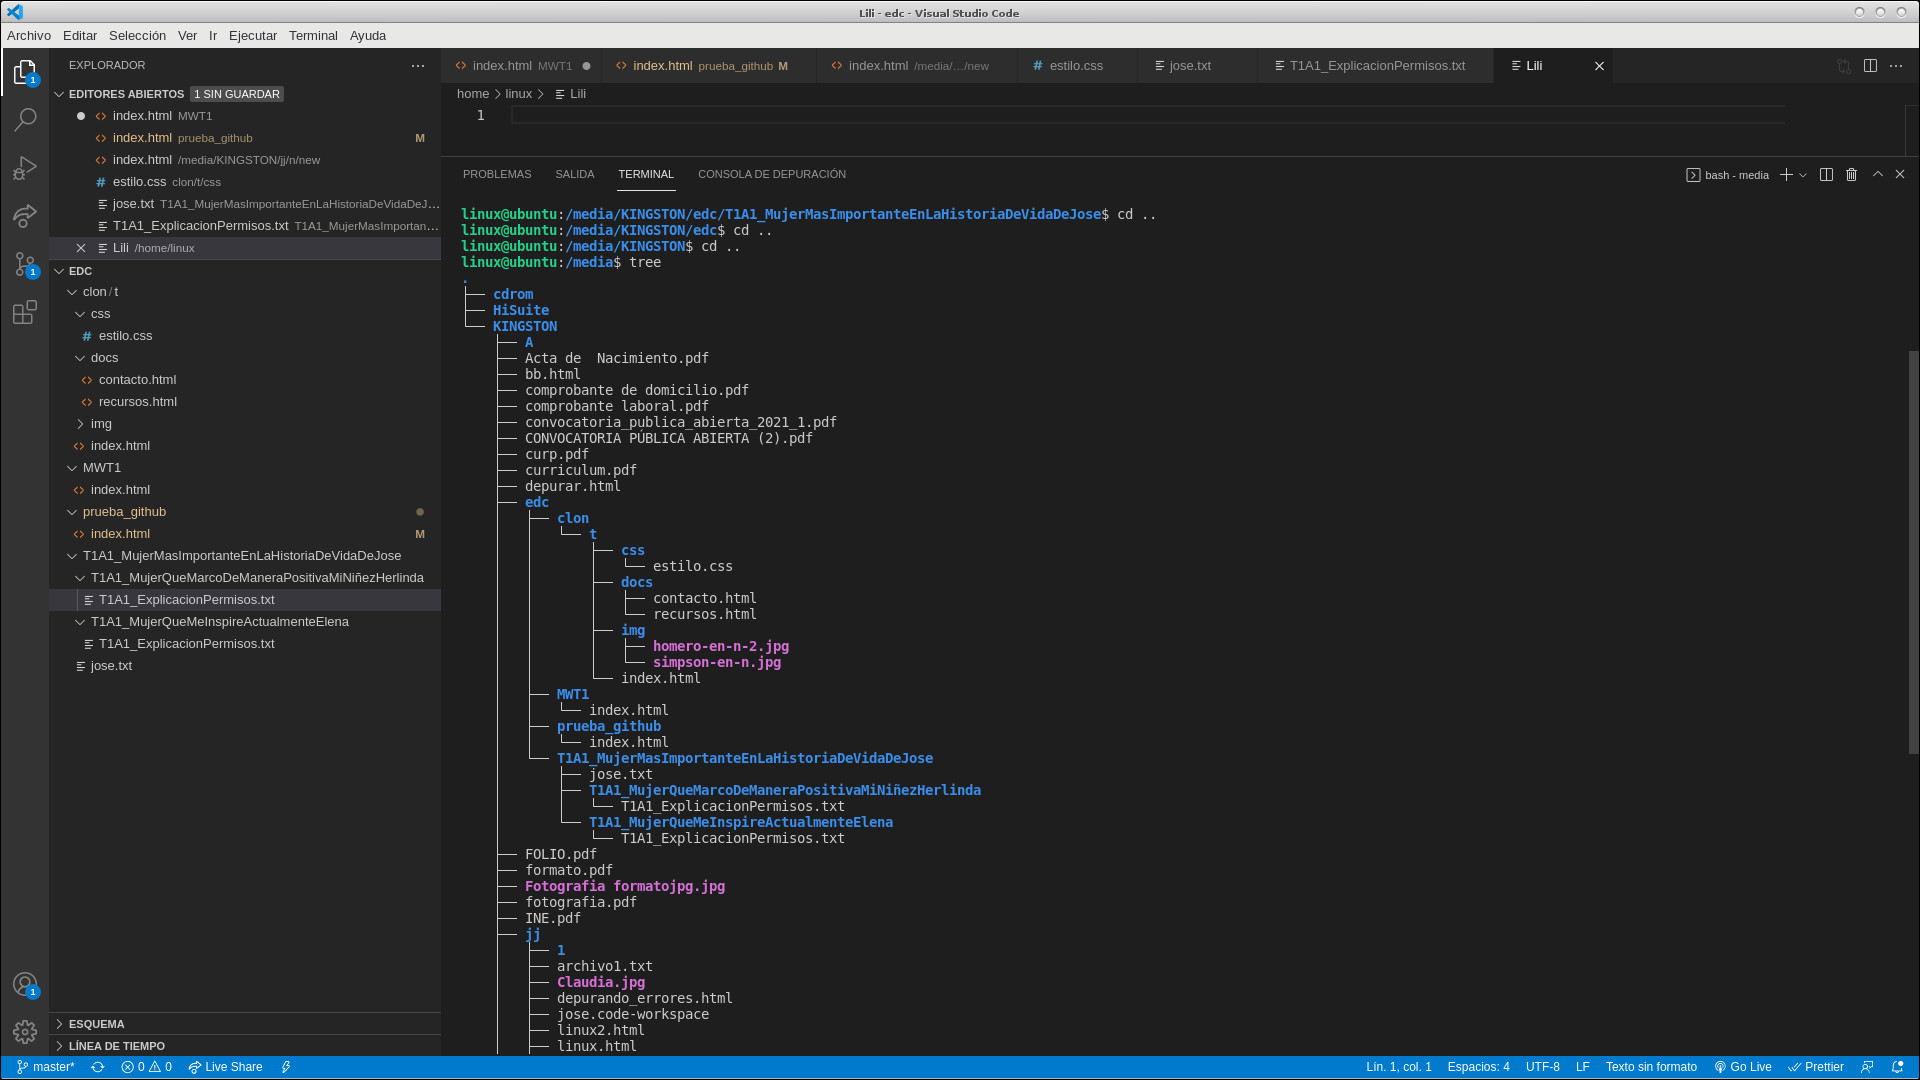 Lili - edc - Visual Studio Code
Archivo Editar Selección Ver Ir Ejecutar Terminal Ayuda
1
1
1
EXPLORADOR
EDITORES ABIERTOS 1 SIN GUARDAR
index.html MWT1
index.html prueba_github M
index.html /media/KINGSTON/jj/n/new
estilo.css clon/t/css
jose.txt T1A1_MujerMasImportanteEnLaHistoriaDeVidaDeJ...
T1A1_ExplicacionPermisos.txt T1A1_MujerMasImportan...
Lili /home/linux
EDC
clon / t
css
estilo.css
docs
contacto.html
recursos.html
img
index.html
MWT1
index.html
prueba_github
index.html M
T1A1_MujerMasImportanteEnLaHistoriaDeVidaDeJose
T1A1_MujerQueMarcoDeManeraPositivaMiNiñezHerlinda
T1A1_ExplicacionPermisos.txt
T1A1_MujerQueMeInspireActualmenteElena
T1A1_ExplicacionPermisos.txt
jose.txt
ESQUEMA
LÍNEA DE TIEMPO
index.html MWT1 index.html prueba_github M index.html /media/.../new estilo.css jose.txt T1A1_ExplicacionPermisos.txt Lili
home > linux > Lili
1
PROBLEMAS SALIDA TERMINAL CONSOLA DE DEPURACIÓN bash - media
linux@ubuntu:/media/KINGSTON/edc/T1A1_MujerMasImportanteEnLaHistoriaDeVidaDeJose$ cd ..
linux@ubuntu:/media/KINGSTON/edc$ cd ..
linux@ubuntu:/media/KINGSTON$ cd ..
linux@ubuntu:/media$ tree
.
├── cdrom
├── HiSuite
└── KINGSTON
    ├── A
    ├── Acta de  Nacimiento.pdf
    ├── bb.html
    ├── comprobante de domicilio.pdf
    ├── comprobante laboral.pdf
    ├── convocatoria_publica_abierta_2021_1.pdf
    ├── CONVOCATORIA PÚBLICA ABIERTA (2).pdf
    ├── curp.pdf
    ├── curriculum.pdf
    ├── depurar.html
    ├── edc
    │   ├── clon
    │   │   └── t
    │   │       ├── css
    │   │       │   └── estilo.css
    │   │       ├── docs
    │   │       │   ├── contacto.html
    │   │       │   └── recursos.html
    │   │       ├── img
    │   │       │   ├── homero-en-n-2.jpg
    │   │       │   └── simpson-en-n.jpg
    │   │       └── index.html
    │   ├── MWT1
    │   │   └── index.html
    │   ├── prueba_github
    │   │   └── index.html
    │   └── T1A1_MujerMasImportanteEnLaHistoriaDeVidaDeJose
    │       ├── jose.txt
    │       ├── T1A1_MujerQueMarcoDeManeraPositivaMiNiñezHerlinda
    │       │   └── T1A1_ExplicacionPermisos.txt
    │       └── T1A1_MujerQueMeInspireActualmenteElena
    │           └── T1A1_ExplicacionPermisos.txt
    ├── FOLIO.pdf
    ├── formato.pdf
    ├── Fotografia formatojpg.jpg
    ├── fotografia.pdf
    ├── INE.pdf
    ├── jj
    │   ├── 1
    │   ├── archivo1.txt
    │   ├── Claudia.jpg
    │   ├── depurando_errores.html
    │   ├── jose.code-workspace
    │   ├── linux2.html
    │   ├── linux.html
master* 0 0 Live Share Lín. 1, col. 1 Espacios: 4 UTF-8 LF Texto sin formato Go Live Prettier